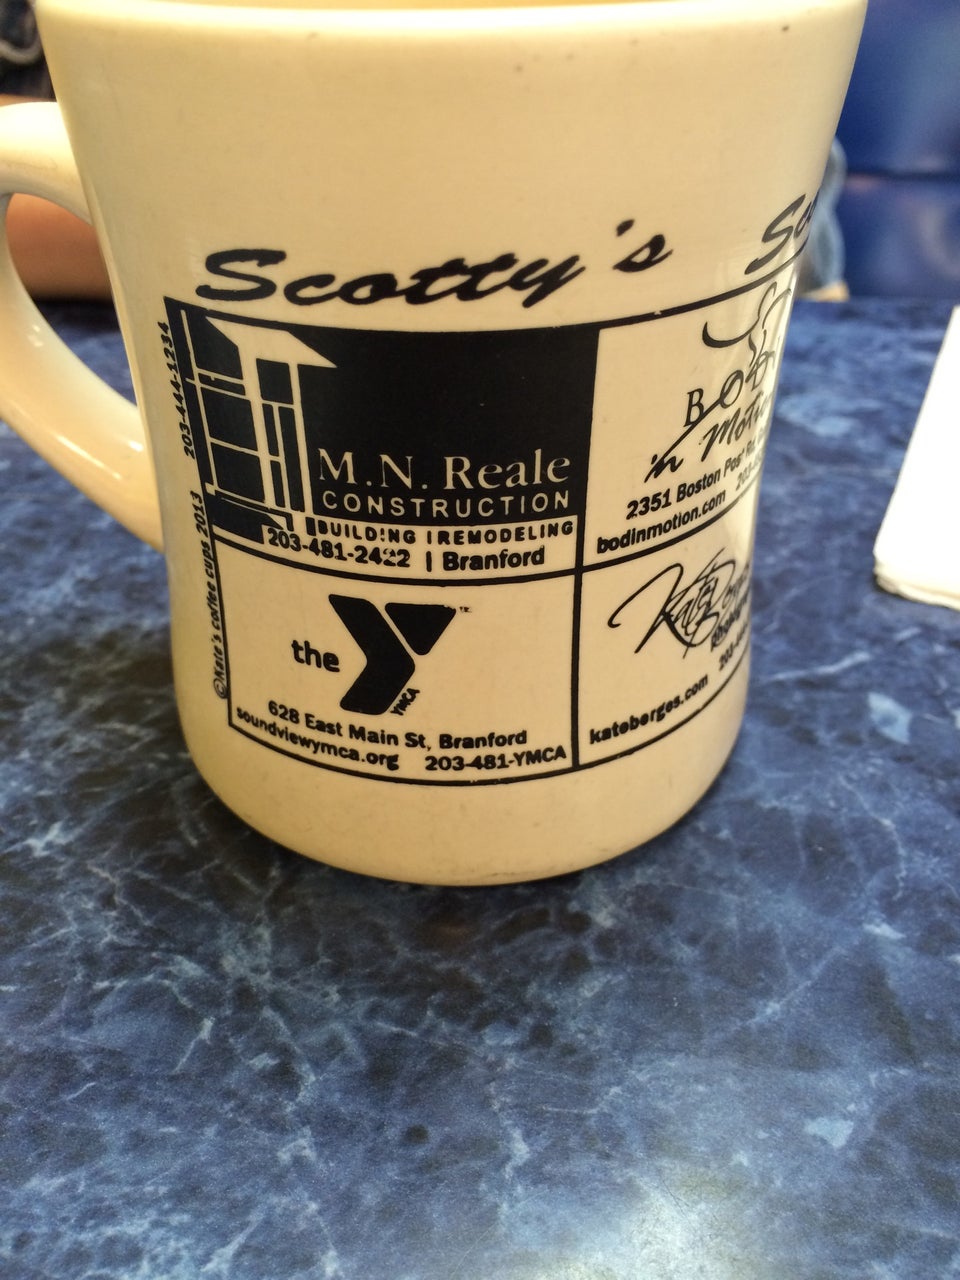 Scotty's
203-444-1234
©Kate's coffee cups 2013
M.N. Reale
CONSTRUCTION
BUILDING | REMODELING
203-481-2422 | Branford
the
YMCA
628 East Main St, Branford
soundviewymca.org 203-481-YMCA
in Motion
2351 Boston Post Rd
bodinmotion.com
kateborges.com